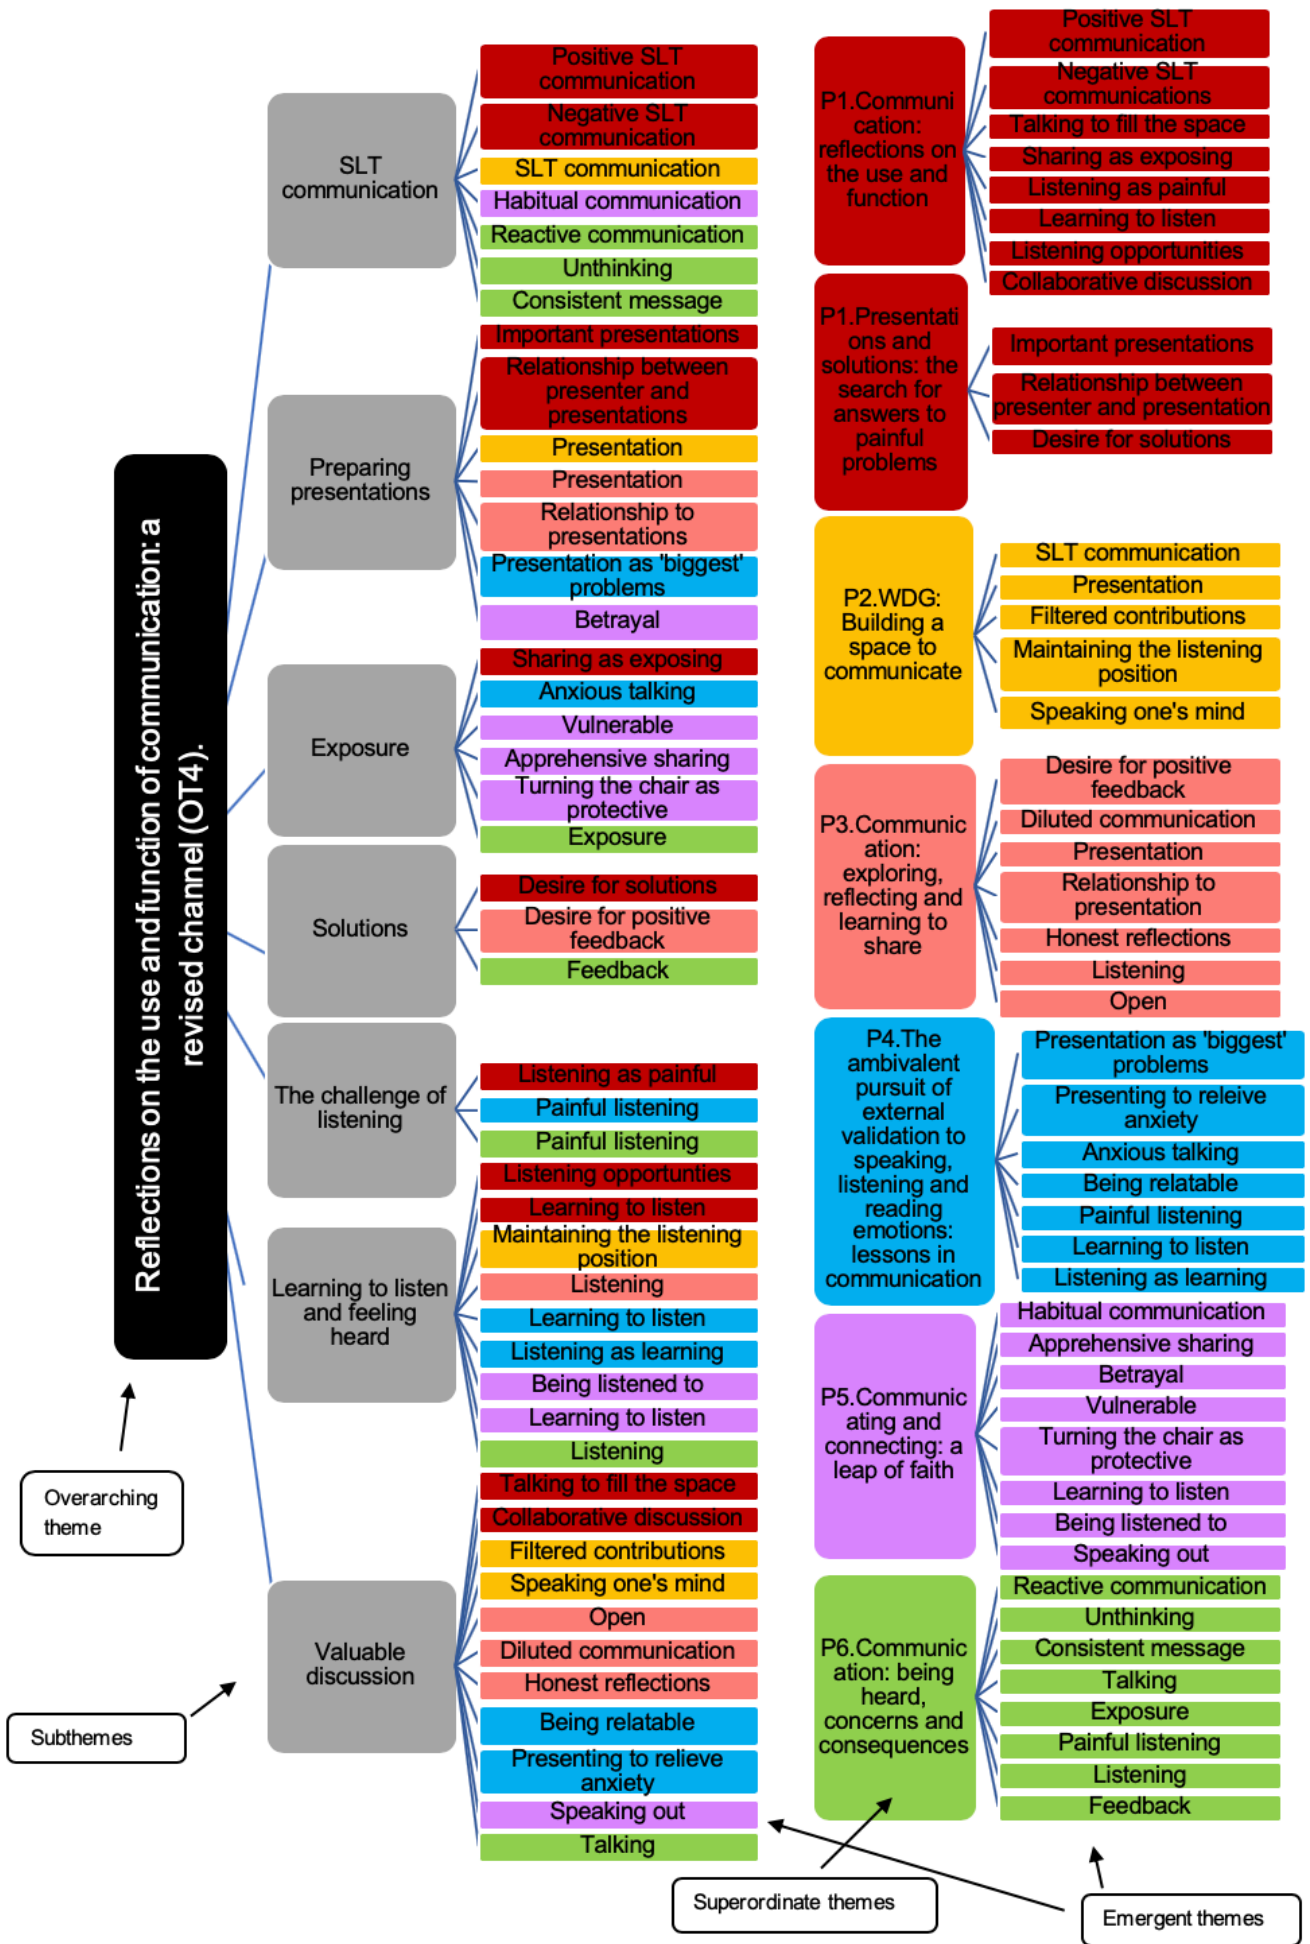 Reflections on the use and function of communication: a
revised channel (OT4).
Overarching
theme
Subthemes
SLT
communication
Positive SLT
communication
Negative SLT
communication
SLT communication
Habitual communication
Reactive communication
Unthinking
Consistent message
Preparing
presentations
Important presentations
Relationship between
presenter and
presentations
Presentation
Presentation
Relationship to
presentations
Presentation as 'biggest'
problems
Betrayal
Exposure
Sharing as exposing
Anxious talking
Vulnerable
Apprehensive sharing
Turning the chair as
protective
Exposure
Solutions
Desire for solutions
Desire for positive
feedback
Feedback
The challenge of
listening
Listening as painful
Painful listening
Painful listening
Learning to listen
and feeling
heard
Listening opportunties
Learning to listen
Maintaining the listening
position
Listening
Learning to listen
Listening as learning
Being listened to
Learning to listen
Listening
Valuable
discussion
Talking to fill the space
Collaborative discussion
Filtered contributions
Speaking one's mind
Open
Diluted communication
Honest reflections
Being relatable
Presenting to relieve
anxiety
Speaking out
Talking
P1.Communi
cation:
reflections on
the use and
function
Positive SLT
communication
Negative SLT
communications
Talking to fill the space
Sharing as exposing
Listening as painful
Learning to listen
Listening opportunities
Collaborative discussion
P1.Presentati
ons and
solutions: the
search for
answers to
painful
problems
Important presentations
Relationship between
presenter and presentation
Desire for solutions
P2.WDG:
Building a
space to
communicate
SLT communication
Presentation
Filtered contributions
Maintaining the listening
position
Speaking one's mind
P3.Communic
ation:
exploring,
reflecting and
learning to
share
Desire for positive
feedback
Diluted communication
Presentation
Relationship to
presentation
Honest reflections
Listening
Open
P4.The
ambivalent
pursuit of
external
validation to
speaking,
listening and
reading
emotions:
lessons in
communication
Presentation as 'biggest'
problems
Presenting to releive
anxiety
Anxious talking
Being relatable
Painful listening
Learning to listen
Listening as learning
P5.Communic
ating and
connecting: a
leap of faith
Habitual communication
Apprehensive sharing
Betrayal
Vulnerable
Turning the chair as
protective
Learning to listen
Being listened to
Speaking out
P6.Communic
ation: being
heard,
concerns and
consequences
Reactive communication
Unthinking
Consistent message
Talking
Exposure
Painful listening
Listening
Feedback
Superordinate themes
Emergent themes